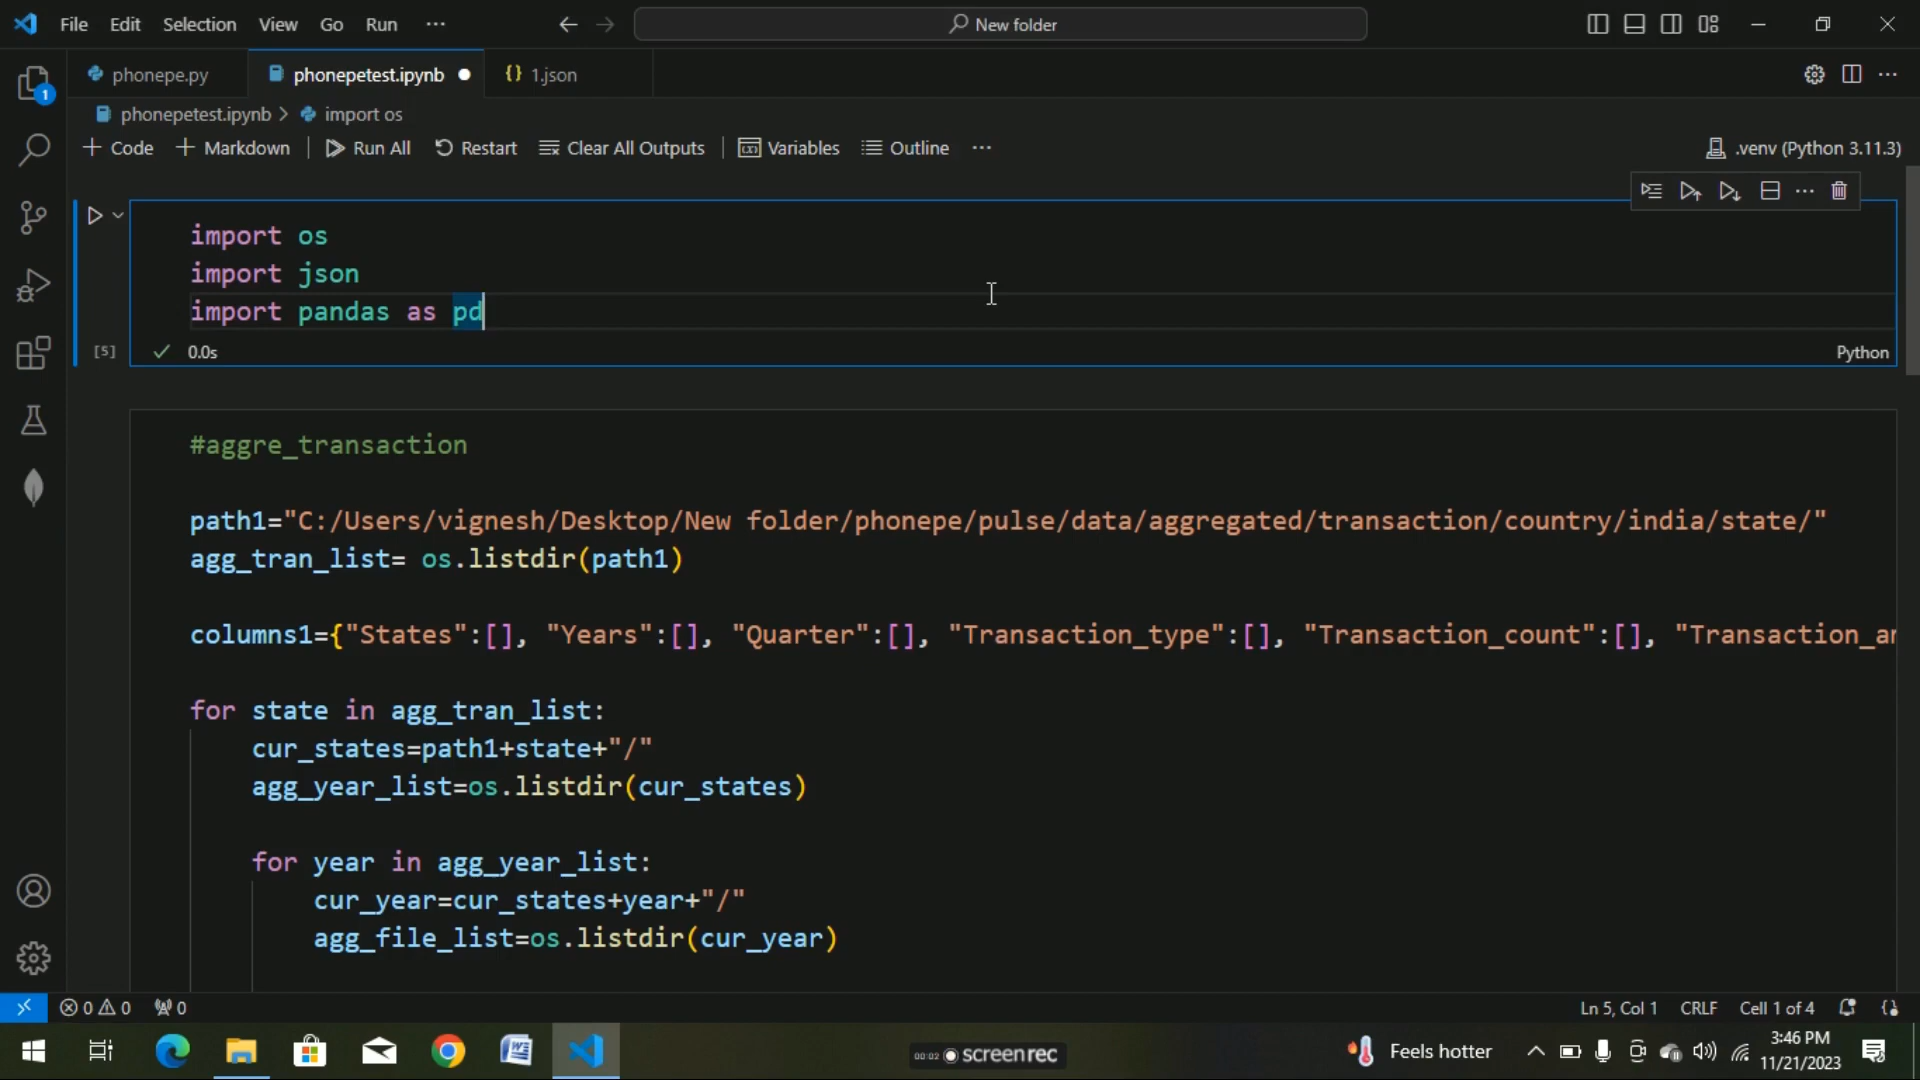 File Edit Selection View Go Run ··· New folder
phonepe.py phonepetest.ipynb 1.json
1
phonepetest.ipynb > import os
Code Markdown Run All Restart Clear All Outputs Variables Outline ··· .venv (Python 3.11.3)
import os
import json
import pandas as pd
[5] 0.0s Python
#aggre_transaction
path1="C:/Users/vignesh/Desktop/New folder/phonepe/pulse/data/aggregated/transaction/country/india/state/"
agg_tran_list= os.listdir(path1)
columns1={"States":[], "Years":[], "Quarter":[], "Transaction_type":[], "Transaction_count":[], "Transaction_a
for state in agg_tran_list:
cur_states=path1+state+"/"
agg_year_list=os.listdir(cur_states)
for year in agg_year_list:
cur_year=cur_states+year+"/"
agg_file_list=os.listdir(cur_year)
0 0 0 Ln 5, Col 1 CRLF Cell 1 of 4
00:02 screenrec Feels hotter 3:46 PM
11/21/2023